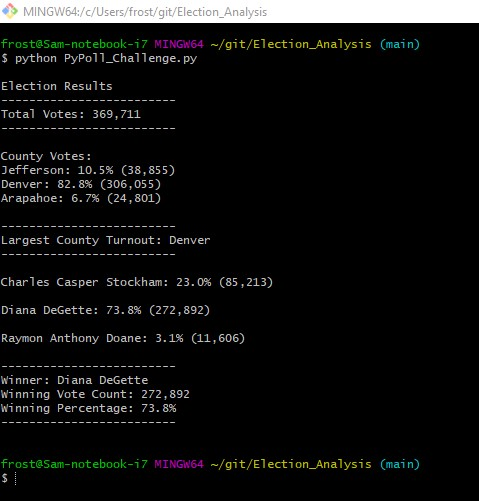 MINGW64:/c/Users/frost/git/Election_Analysis
frost@Sam-notebook-i7 MINGW64 ~/git/Election_Analysis (main)
$ python PyPoll_Challenge.py
Election Results
-------------------------
Total Votes: 369,711
-------------------------
County Votes:
Jefferson: 10.5% (38,855)
Denver: 82.8% (306,055)
Arapahoe: 6.7% (24,801)
-------------------------
Largest County Turnout: Denver
-------------------------
Charles Casper Stockham: 23.0% (85,213)
Diana DeGette: 73.8% (272,892)
Raymon Anthony Doane: 3.1% (11,606)
-------------------------
Winner: Diana DeGette
Winning Vote Count: 272,892
Winning Percentage: 73.8%
-------------------------
frost@Sam-notebook-i7 MINGW64 ~/git/Election_Analysis (main)
$